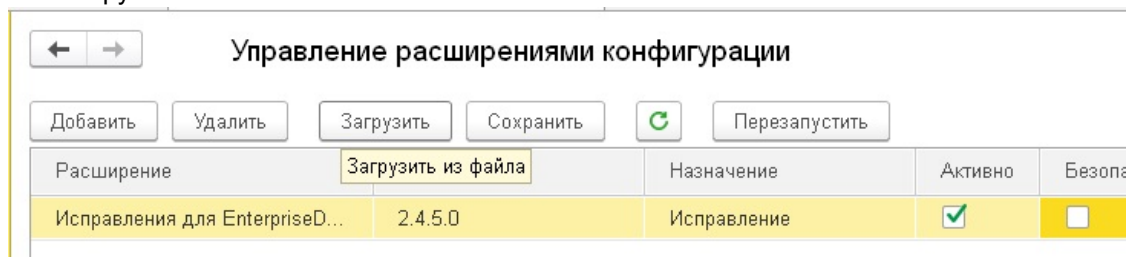 Управление расширениями конфигурации
Добавить Удалить Загрузить Сохранить Перезапустить
Расширение Загрузить из файла Назначение Активно Безопа
Исправления для EnterpriseD... 2.4.5.0 Исправление